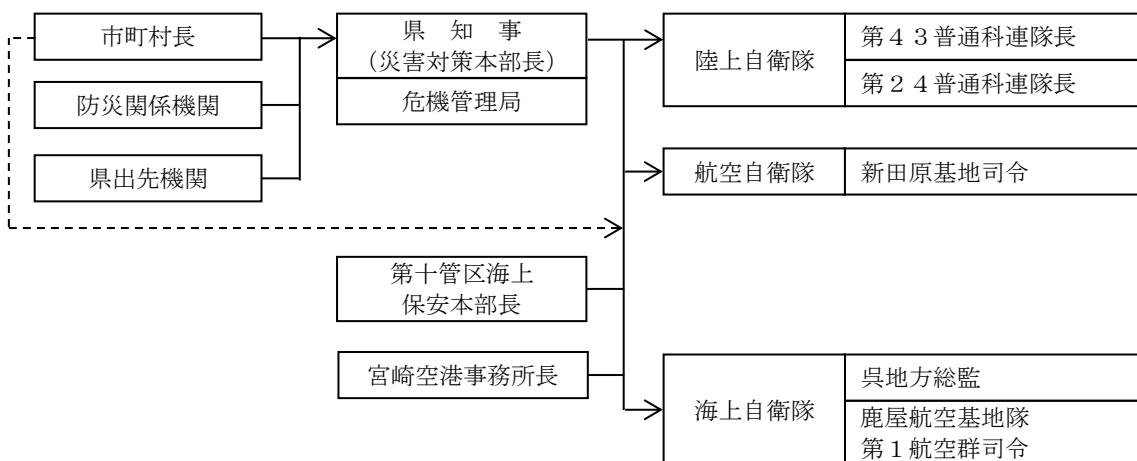 市町村長
防災関係機関
県出先機関
県　知　事
（災害対策本部長）
危機管理局
第十管区海上
保安本部長
宮崎空港事務所長
陸上自衛隊
第４３普通科連隊長
第２４普通科連隊長
航空自衛隊
新田原基地司令
海上自衛隊
呉地方総監
鹿屋航空基地隊
第１航空群司令